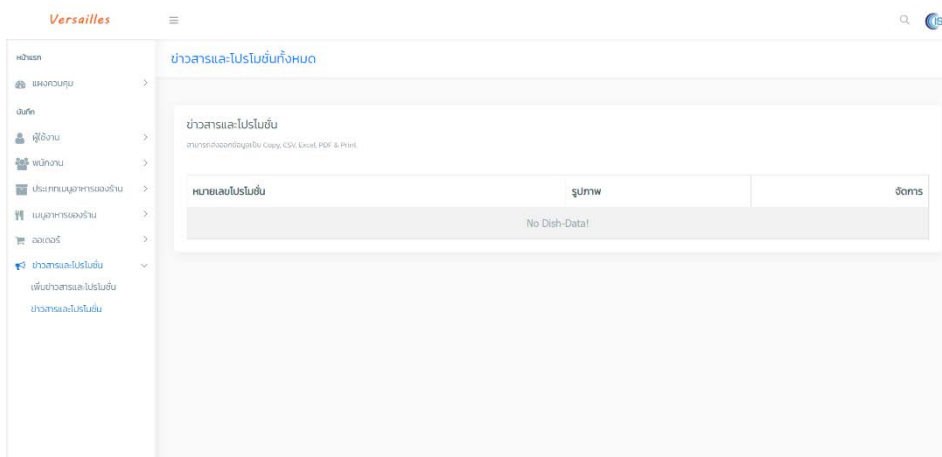 Versailles
หน้าแรก
แผงควบคุม
บันทึก
ผู้ใช้งาน
พนักงาน
ประเภทเมนูอาหารของร้าน
เมนูอาหารของร้าน
ออเดอร์
ข่าวสารและโปรโมชั่น
เพิ่มข่าวสารและโปรโมชั่น
ข่าวสารและโปรโมชั่น
ข่าวสารและโปรโมชั่นทั้งหมด
ข่าวสารและโปรโมชั่น
สามารถส่งออกข้อมูลเป็น Copy, CSV, Excel, PDF & Print
หมายเลขโปรโมชั่น รูปภาพ จัดการ
No Dish-Data!